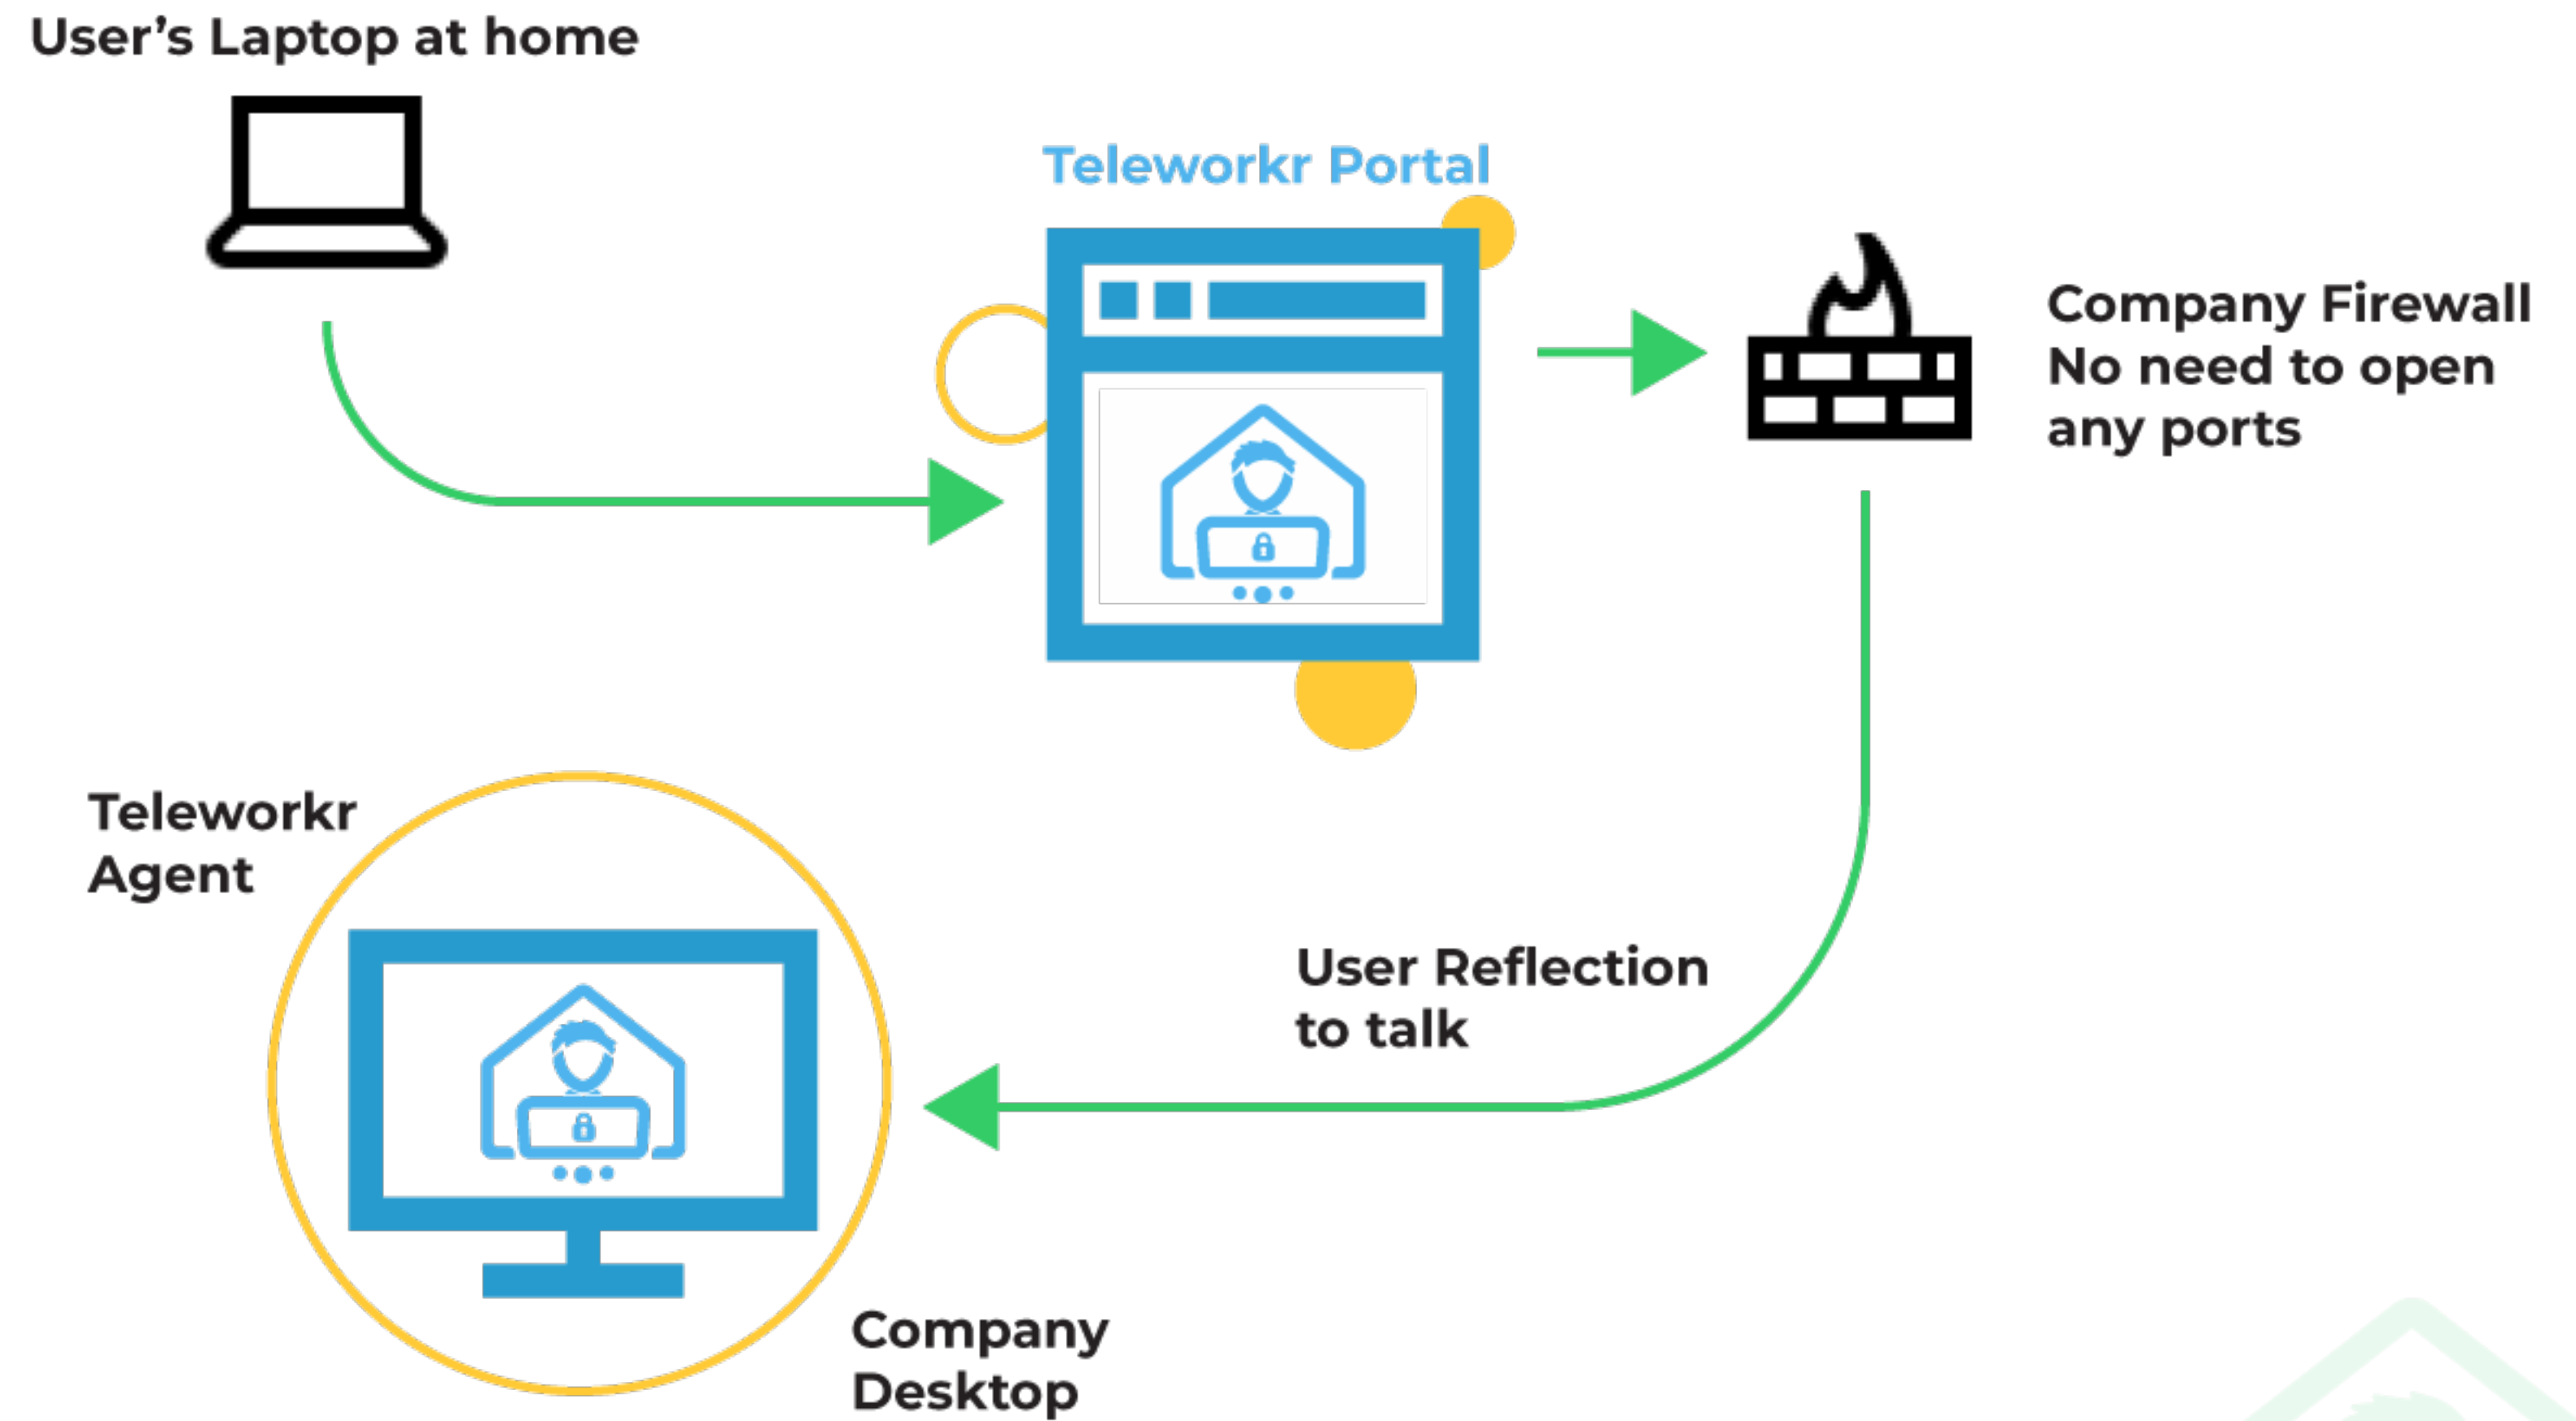 User’s Laptop at home
Teleworkr Portal
Company Firewall
No need to open
any ports
Teleworkr
Agent
User Reflection
to talk
Company
Desktop